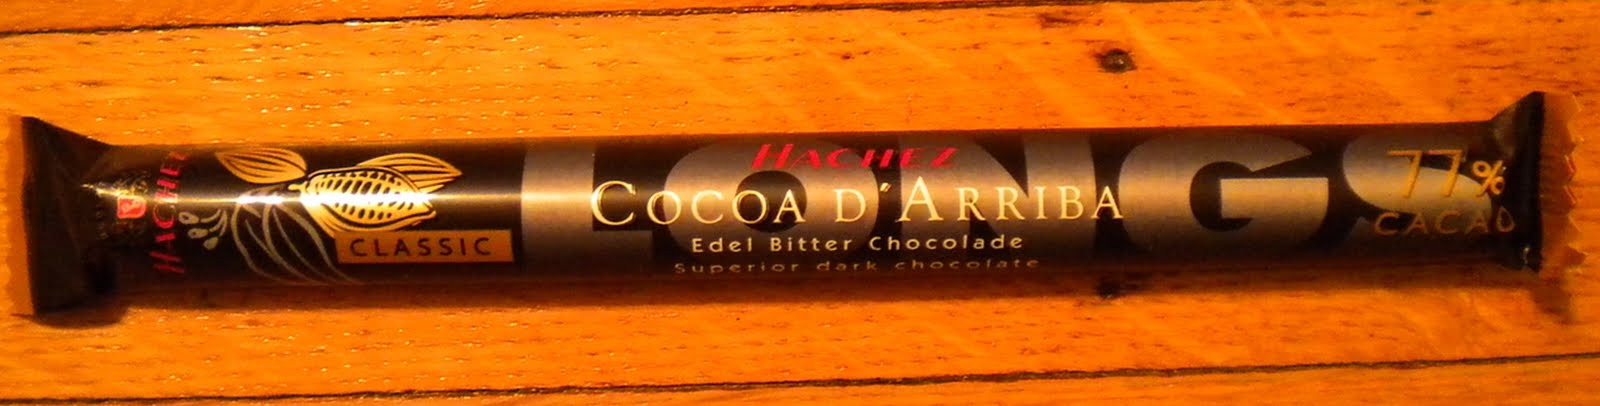 HACHEZ
CLASSIC
LONGS
HACHEZ
COCOA D'ARRIBA
Edel Bitter Chocolade
Superior dark chocolate
77%
CACAO